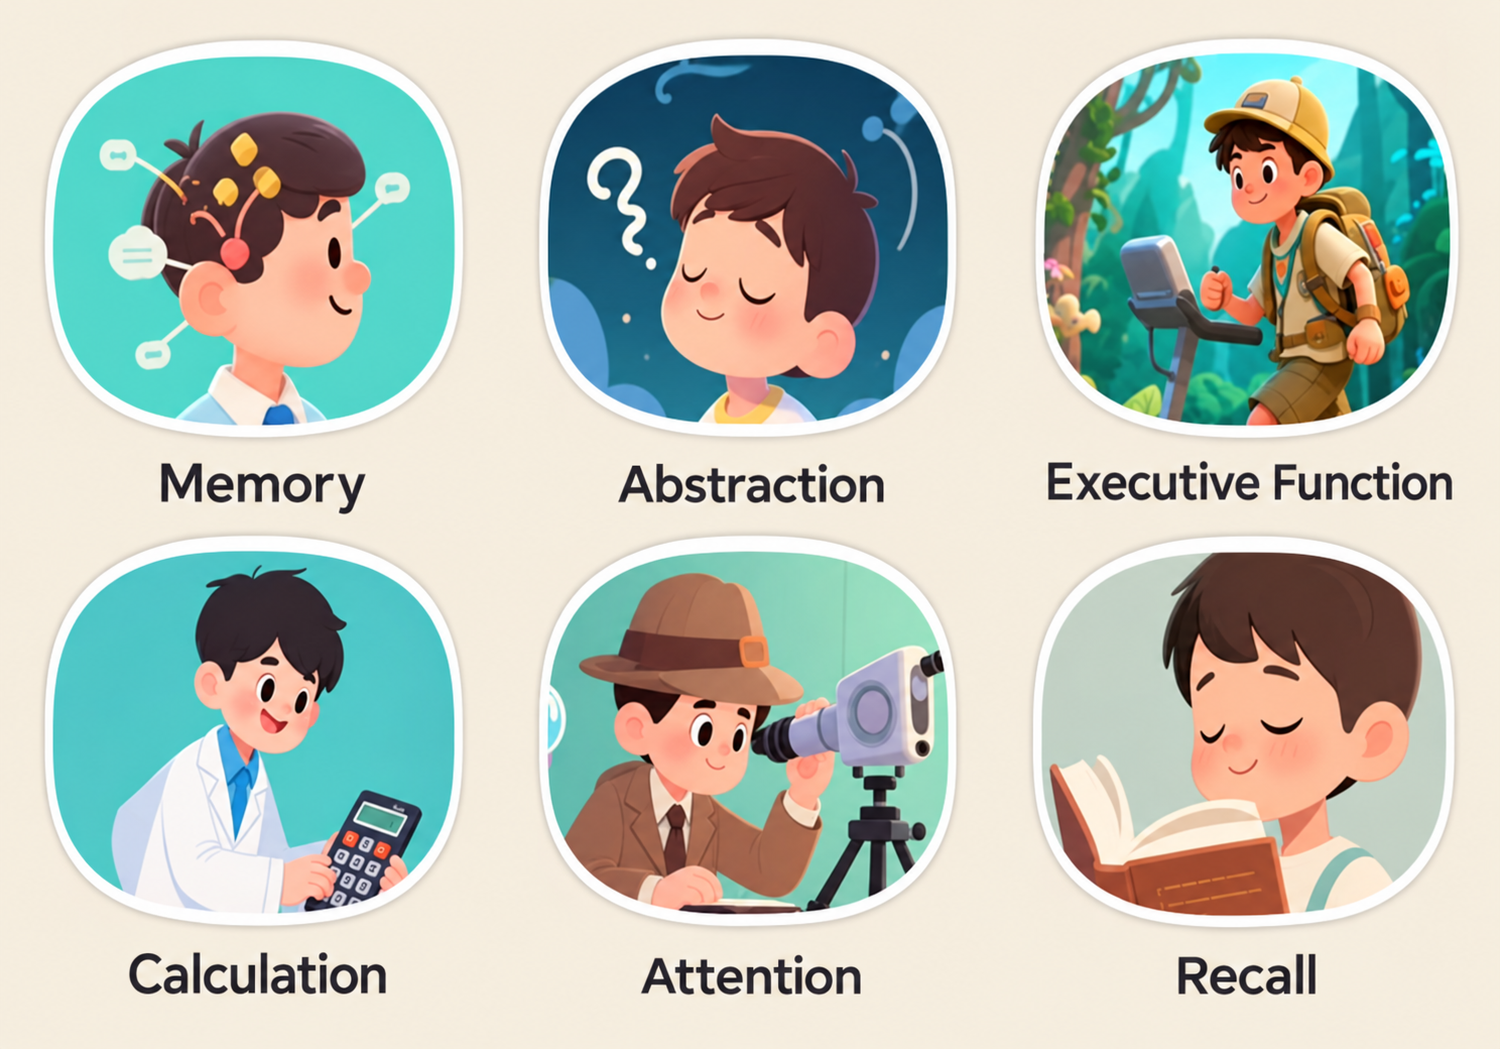 Memory
Abstraction
Executive Function
Calculation
Attention
Recall